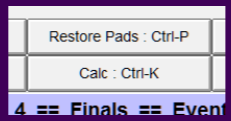 Restore Pads : Ctrl-P
Calc : Ctrl-K
4 == Finals == Event